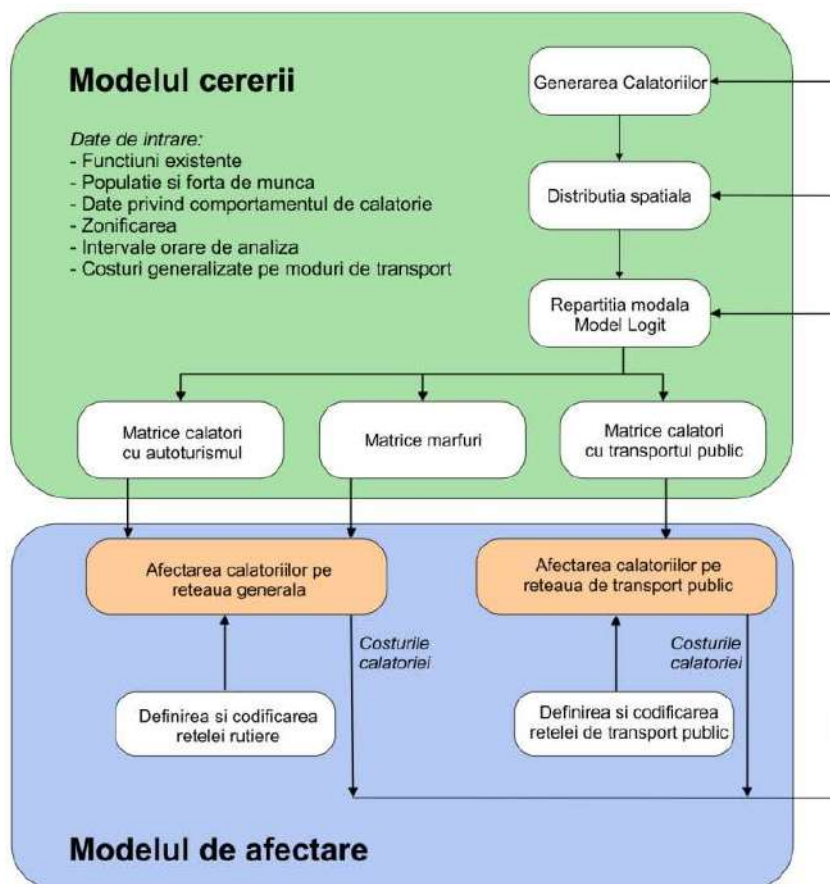 Modelul cererii
Date de intrare:
- Functiuni existente
- Populatie si forta de munca
- Date privind comportamentul de calatorie
- Zonificarea
- Intervale orare de analiza
- Costuri generalizate pe moduri de transport
Generarea Calatoriilor
Distributia spatiala
Repartitia modala
Model Logit
Matrice calatori
cu autoturismul
Matrice marfuri
Matrice calatori
cu transportul public
Afectarea calatoriilor pe
reteaua generala
Afectarea calatoriilor pe
reteaua de transport public
Costurile
calatoriei
Costurile
calatoriei
Definirea si codificarea
retelei rutiere
Definirea si codificarea
retelei de transport public
Modelul de afectare